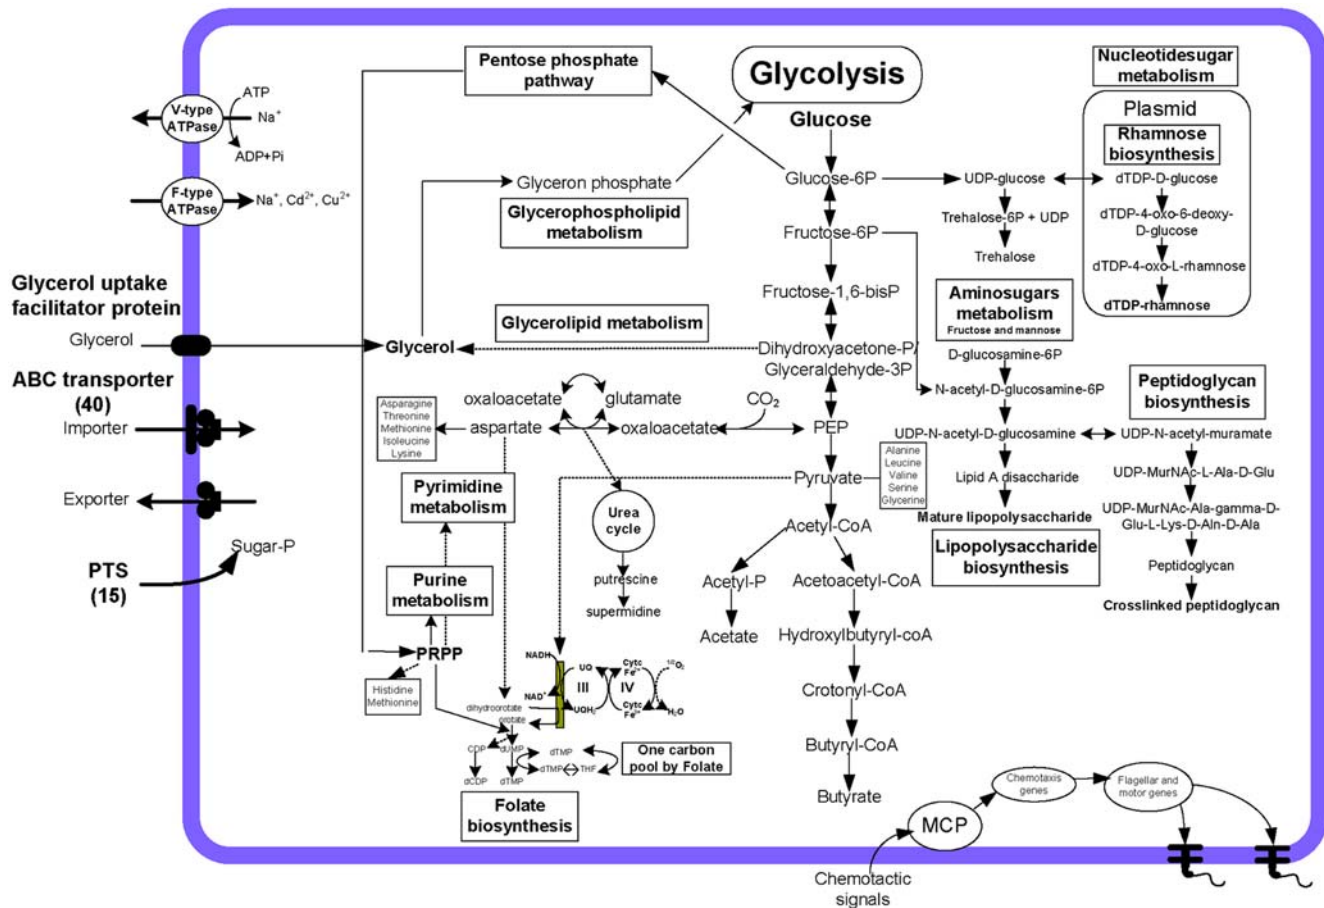 Pentose phosphate
pathway
Glycolysis
Glucose
Nucleotidesugar
metabolism
Plasmid
Rhamnose
biosynthesis
V-type
ATPase
ATP
Na⁺
ADP+Pi
F-type
ATPase
Na⁺, Cd²⁺, Cu²⁺
Glyceron phosphate
Glycerophospholipid
metabolism
Glucose-6P
UDP-glucose
dTDP-D-glucose
Trehalose-6P + UDP
Trehalose
dTDP-4-oxo-6-deoxy-
D-glucose
dTDP-4-oxo-L-rhamnose
dTDP-rhamnose
Fructose-6P
Fructose-1,6-bisP
Glycerol uptake
facilitator protein
Glycerol
Glycerol
Glycerolipid metabolism
Dihydroxyacetone-P/
Glyceraldehyde-3P
Aminosugars
metabolism
Fructose and mannose
D-glucosamine-6P
N-acetyl-D-glucosamine-6P
UDP-N-acetyl-D-glucosamine
Lipid A disaccharide
Mature lipopolysaccharide
Lipopolysaccharide
biosynthesis
Peptidoglycan
biosynthesis
UDP-N-acetyl-muramate
UDP-MurNAc-L-Ala-D-Glu
UDP-MurNAc-Ala-gamma-D-
Glu-L-Lys-D-Aln-D-Ala
Peptidoglycan
Crosslinked peptidoglycan
ABC transporter
(40)
Importer
Exporter
PTS
(15)
Sugar-P
Asparagine
Threonine
Methionine
Isoleucine
Lysine
oxaloacetate
glutamate
aspartate
oxaloacetate
CO₂
PEP
Pyruvate
Alanine
Leucine
Valine
Serine
Glycerine
Pyrimidine
metabolism
Urea
cycle
putrescine
supermidine
Purine
metabolism
PRPP
Histidine
Methionine
Acetyl-CoA
Acetyl-P
Acetate
Acetoacetyl-CoA
Hydroxylbutyryl-coA
Crotonyl-CoA
Butyryl-CoA
Butyrate
NADH
NAD⁺
UQ
UQH₂
III
Cytc
Fe²⁺
IV
Cytc
Fe³⁺
½O₂
H₂O
dihydroorotate
orotate
CDP
dUMP
dTMP
dCDP
dTMP
dTMP
THF
One carbon
pool by Folate
Folate
biosynthesis
MCP
Chemotaxis
genes
Flagellar and
motor genes
Chemotactic
signals